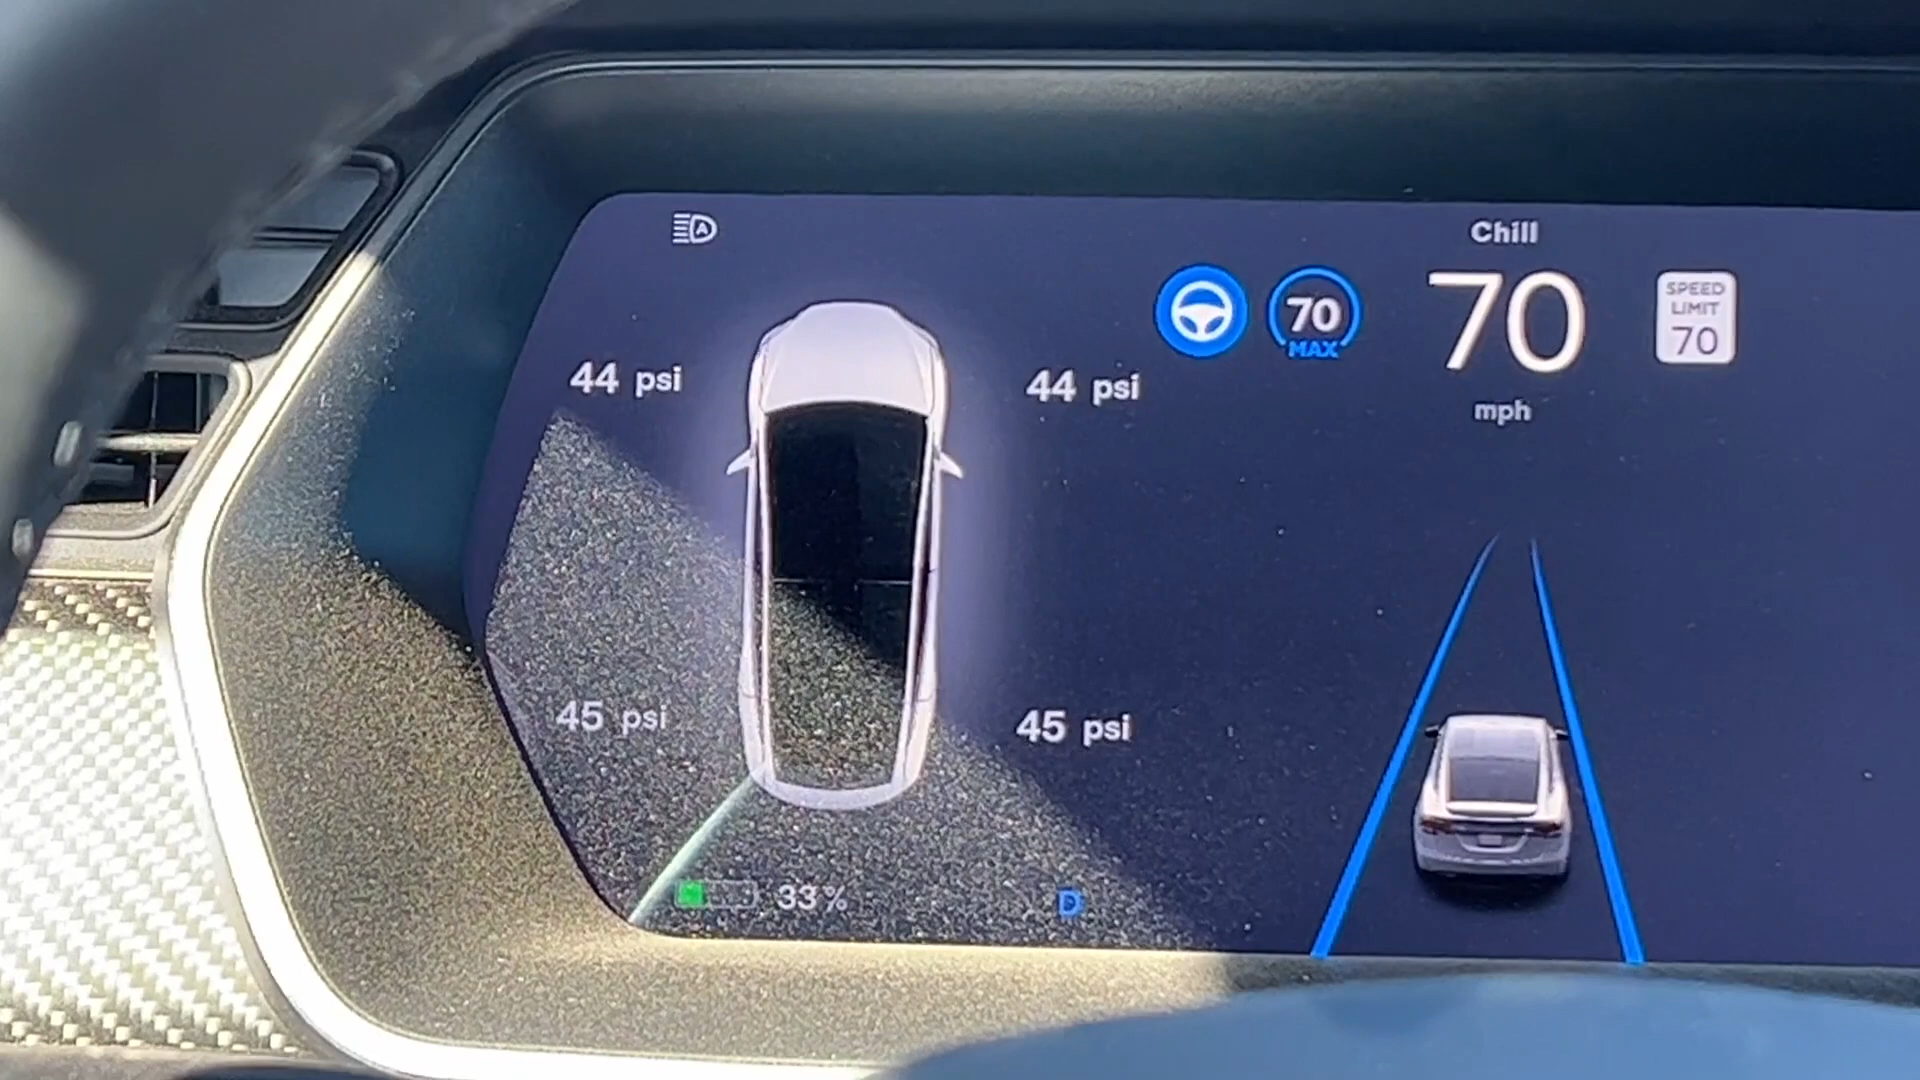 A
Chill
70
MAX
70
mph
SPEED
LIMIT
70
44 psi
44 psi
45 psi
45 psi
33%
D